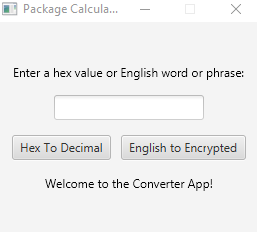 Package Calcula...
Enter a hex value or English word or phrase:
Hex To Decimal
English to Encrypted
Welcome to the Converter App!